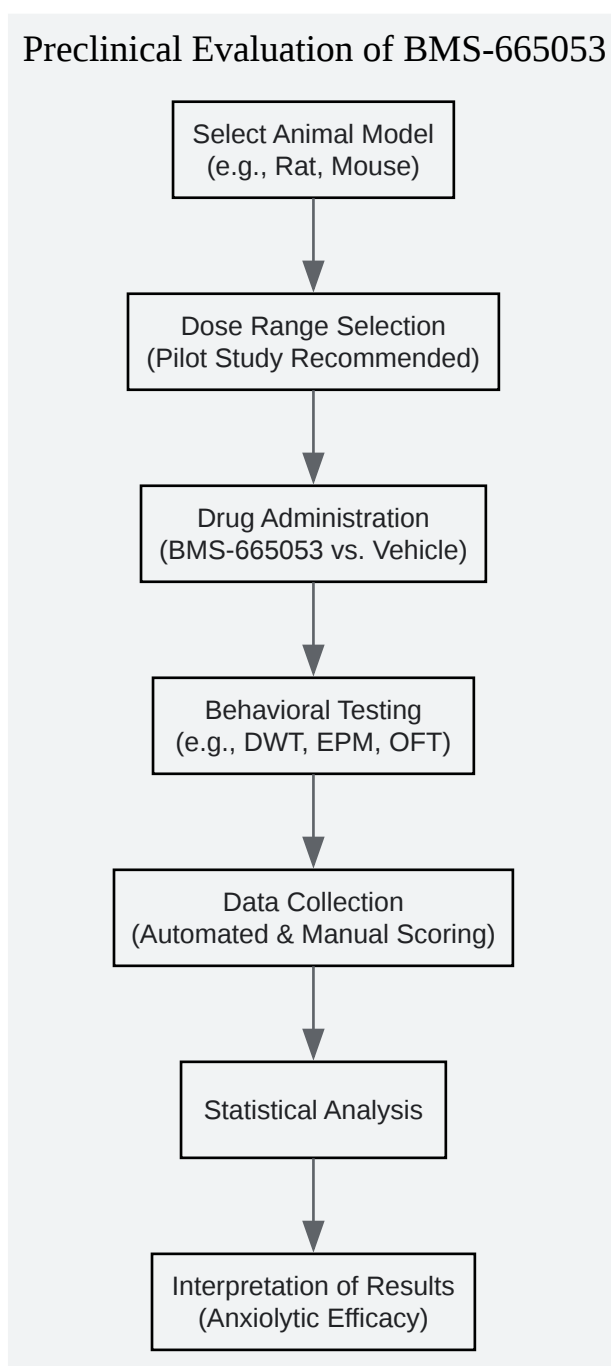 Preclinical Evaluation of BMS-665053
Select Animal Model
(e.g., Rat, Mouse)
Dose Range Selection
(Pilot Study Recommended)
Drug Administration
(BMS-665053 vs. Vehicle)
Behavioral Testing
(e.g., DWT, EPM, OFT)
Data Collection
(Automated & Manual Scoring)
Statistical Analysis
Interpretation of Results
(Anxiolytic Efficacy)